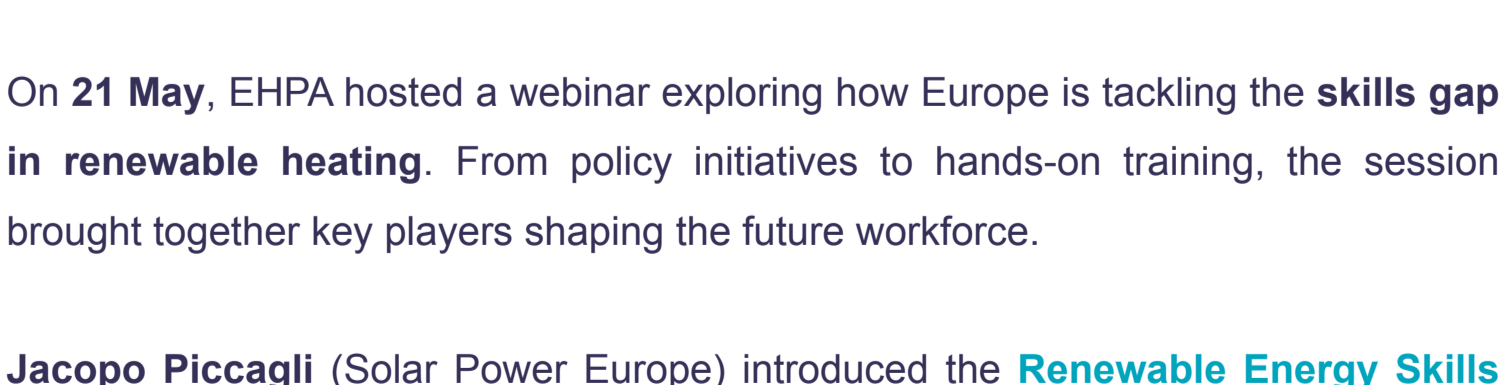 On 21 May, EHPA hosted a webinar exploring how Europe is tackling the skills gap
in renewable heating. From policy initiatives to hands-on training, the session
brought together key players shaping the future workforce.
Jacopo Piccagli (Solar Power Europe) introduced the Renewable Energy Skills